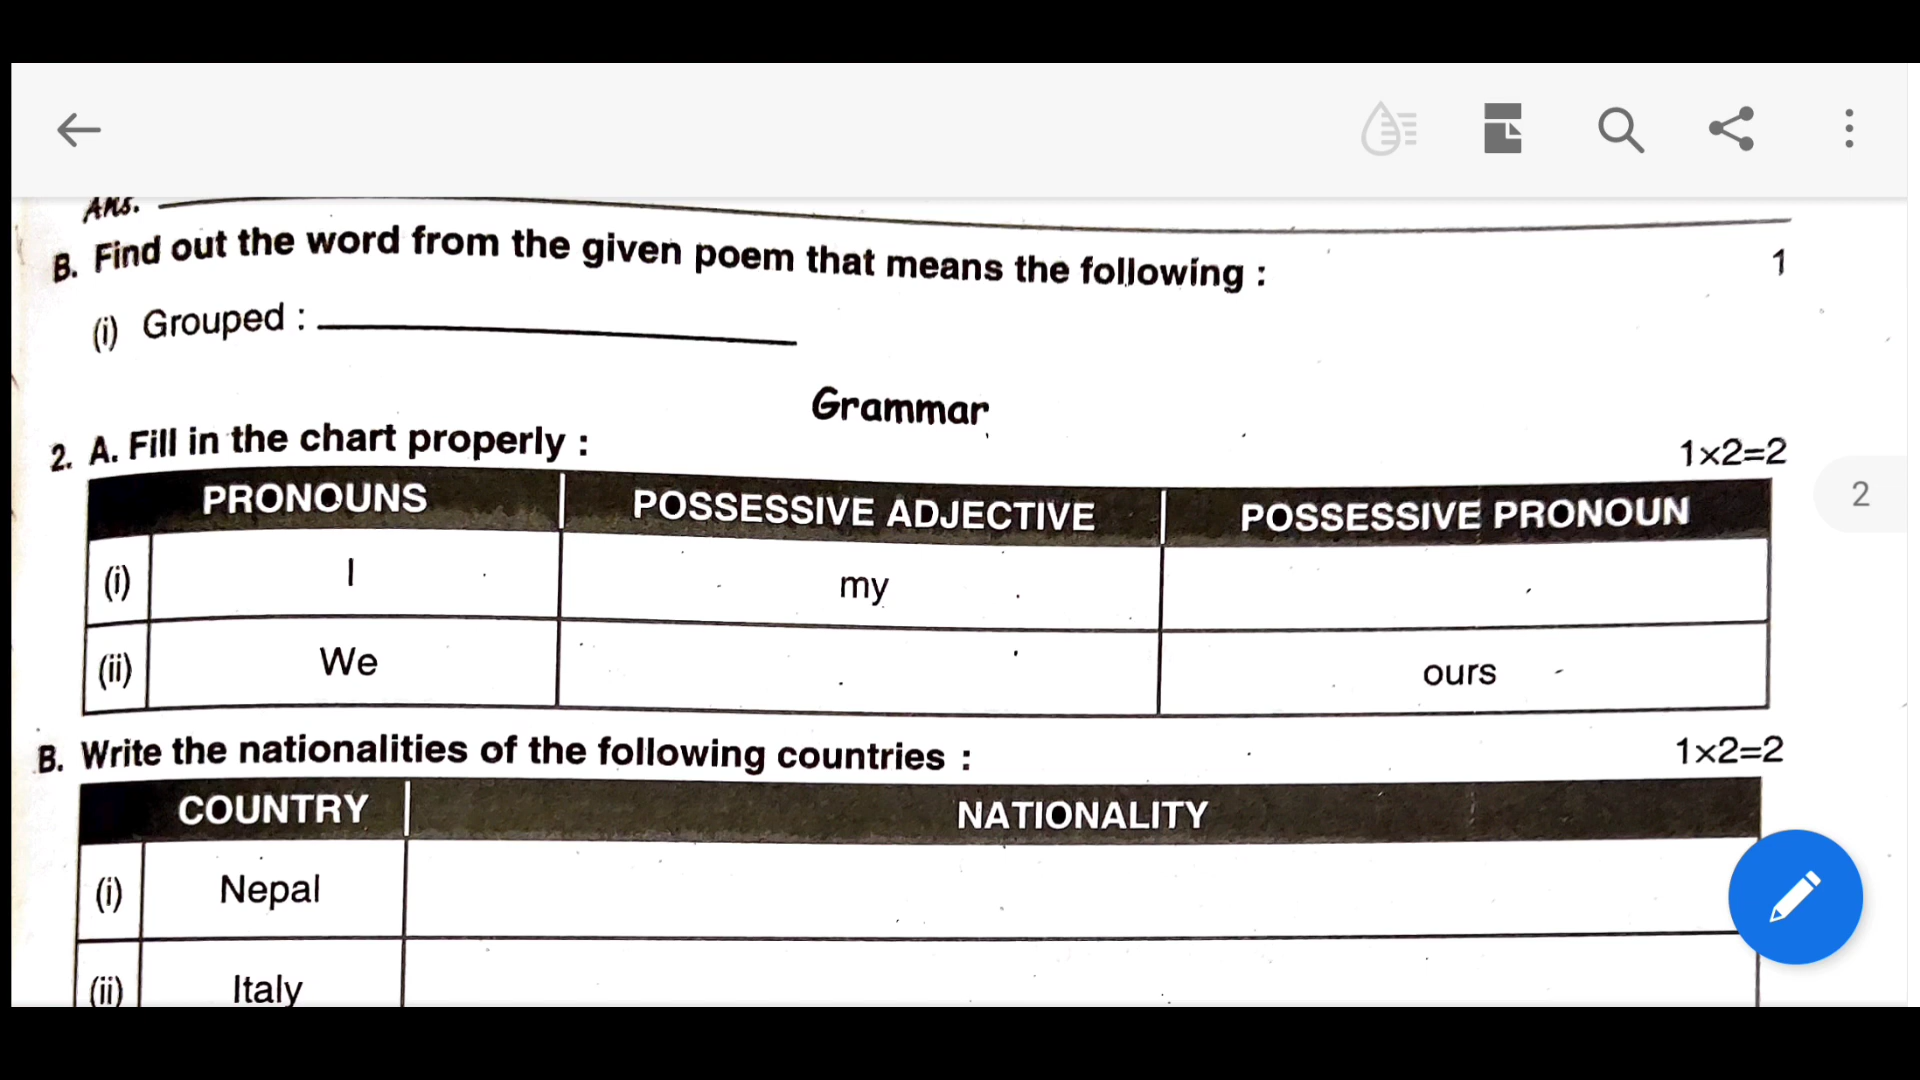 Ans.
B. Find out the word from the given poem that means the following : 1
(i) Grouped :
Grammar
2. A. Fill in the chart properly : 1×2=2
PRONOUNS POSSESSIVE ADJECTIVE POSSESSIVE PRONOUN
2
(i) I my
(ii) We ours
B. Write the nationalities of the following countries : 1×2=2
COUNTRY NATIONALITY
(i) Nepal
(ii) Italy